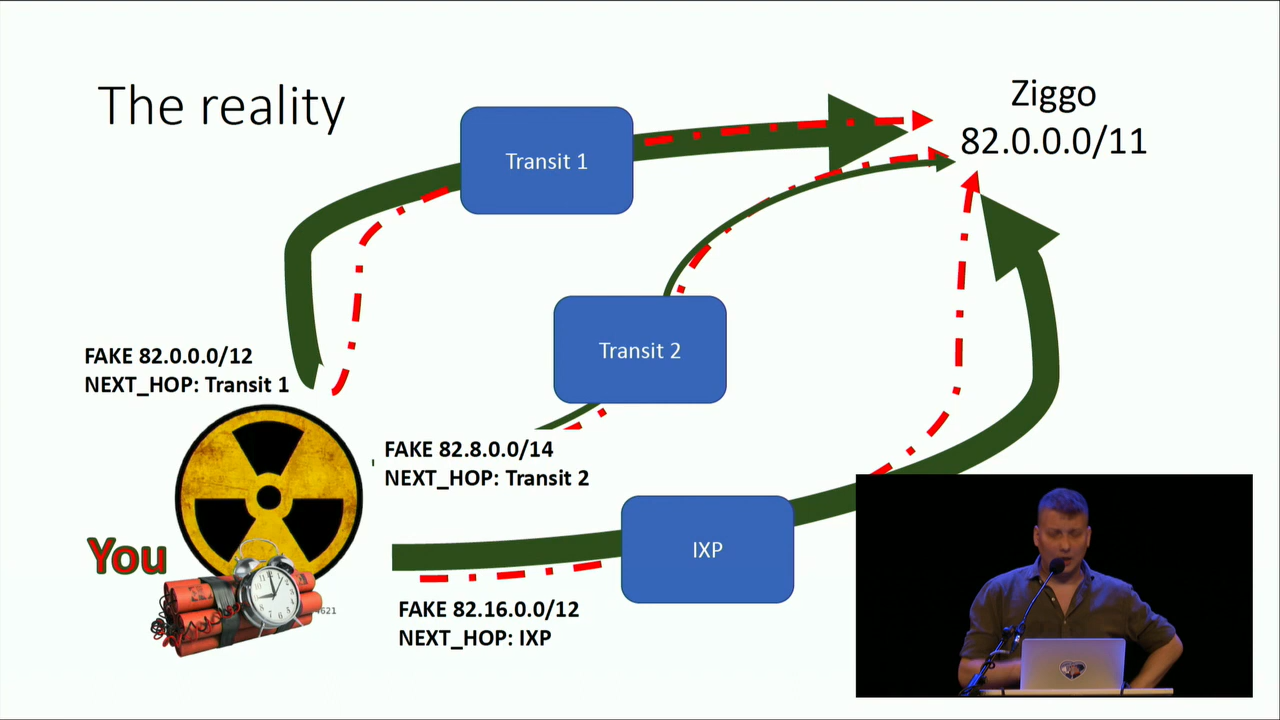 The reality
Ziggo
82.0.0.0/11
Transit 1
Transit 2
FAKE 82.0.0.0/12
NEXT_HOP: Transit 1
FAKE 82.8.0.0/14
NEXT_HOP: Transit 2
You
IXP
FAKE 82.16.0.0/12
NEXT_HOP: IXP